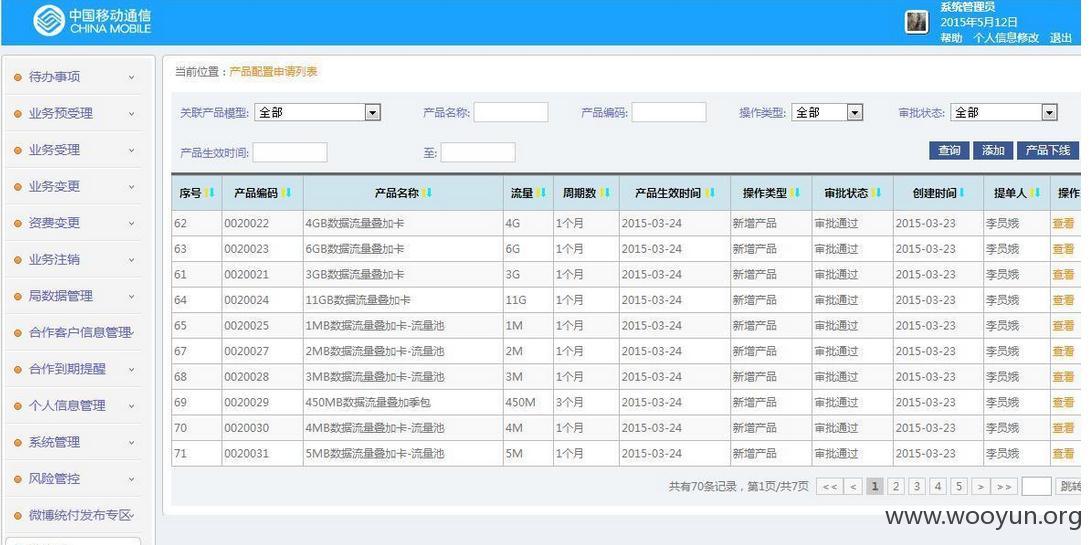 中国移动通信
CHINA MOBILE
系统管理员
2015年5月12日
帮助 个人信息修改 退出
待办事项
业务预受理
业务受理
业务变更
资费变更
业务注销
局数据管理
合作客户信息管理
合作到期提醒
个人信息管理
系统管理
风险管控
微博统付发布专区
当前位置：产品配置申请列表
关联产品模型: 全部 产品名称: 产品编码: 操作类型: 全部 审批状态: 全部
产品生效时间: 至:
查询 添加 产品下线
序号 产品编码 产品名称 流量 周期数 产品生效时间 操作类型 审批状态 创建时间 提单人 操作
62 0020022 4GB数据流量叠加卡 4G 1个月 2015-03-24 新增产品 审批通过 2015-03-23 李员娥 查看
63 0020023 6GB数据流量叠加卡 6G 1个月 2015-03-24 新增产品 审批通过 2015-03-23 李员娥 查看
61 0020021 3GB数据流量叠加卡 3G 1个月 2015-03-24 新增产品 审批通过 2015-03-23 李员娥 查看
64 0020024 11GB数据流量叠加卡 11G 1个月 2015-03-24 新增产品 审批通过 2015-03-23 李员娥 查看
65 0020025 1MB数据流量叠加卡-流量池 1M 1个月 2015-03-24 新增产品 审批通过 2015-03-23 李员娥 查看
67 0020027 2MB数据流量叠加卡-流量池 2M 1个月 2015-03-24 新增产品 审批通过 2015-03-23 李员娥 查看
68 0020028 3MB数据流量叠加卡-流量池 3M 1个月 2015-03-24 新增产品 审批通过 2015-03-23 李员娥 查看
69 0020029 450MB数据流量叠加季包 450M 3个月 2015-03-24 新增产品 审批通过 2015-03-23 李员娥 查看
70 0020030 4MB数据流量叠加卡-流量池 4M 1个月 2015-03-24 新增产品 审批通过 2015-03-23 李员娥 查看
71 0020031 5MB数据流量叠加卡-流量池 5M 1个月 2015-03-24 新增产品 审批通过 2015-03-23 李员娥 查看
共有70条记录，第1页/共7页 << < 1 2 3 4 5 > >> 跳转
www.wooyun.org